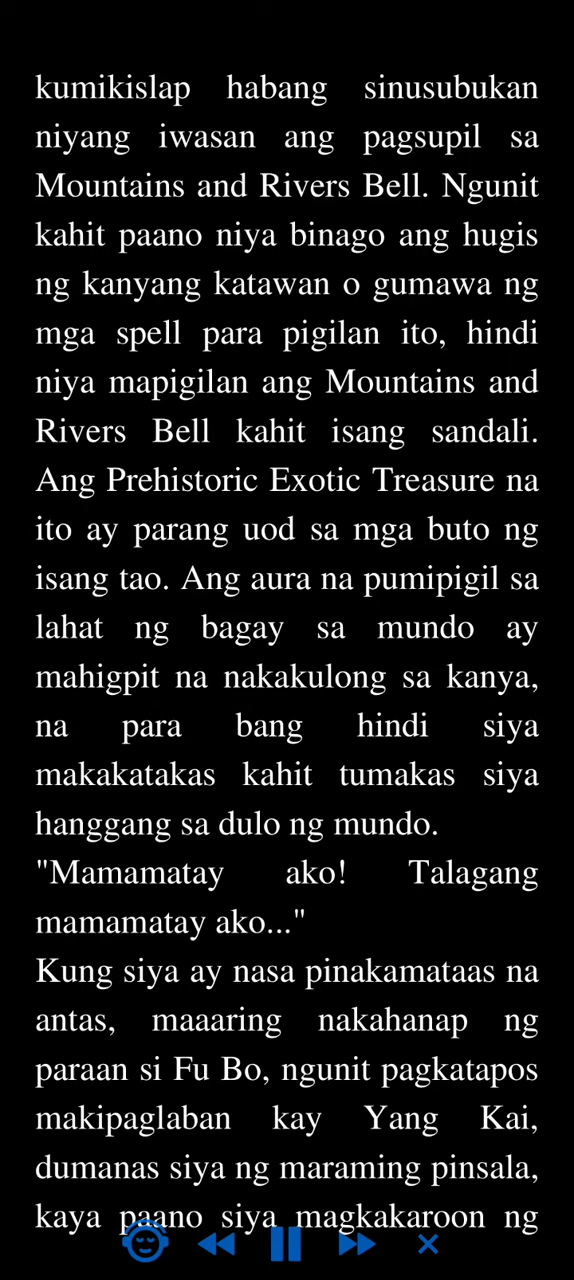 kumikislap habang sinusubukan
niyang iwasan ang pagsupil sa
Mountains and Rivers Bell. Ngunit
kahit paano niya binago ang hugis
ng kanyang katawan o gumawa ng
mga spell para pigilan ito, hindi
niya mapigilan ang Mountains and
Rivers Bell kahit isang sandali.
Ang Prehistoric Exotic Treasure na
ito ay parang uod sa mga buto ng
isang tao. Ang aura na pumipigil sa
lahat ng bagay sa mundo ay
mahigpit na nakakulong sa kanya,
na para bang hindi siya
makakatakas kahit tumakas siya
hanggang sa dulo ng mundo.
"Mamamatay ako! Talagang
mamamatay ako..."
Kung siya ay nasa pinakamataas na
antas, maaaring nakahanap ng
paraan si Fu Bo, ngunit pagkatapos
makipaglaban kay Yang Kai,
dumanas siya ng maraming pinsala,
kaya paano siya magkakaroon ng